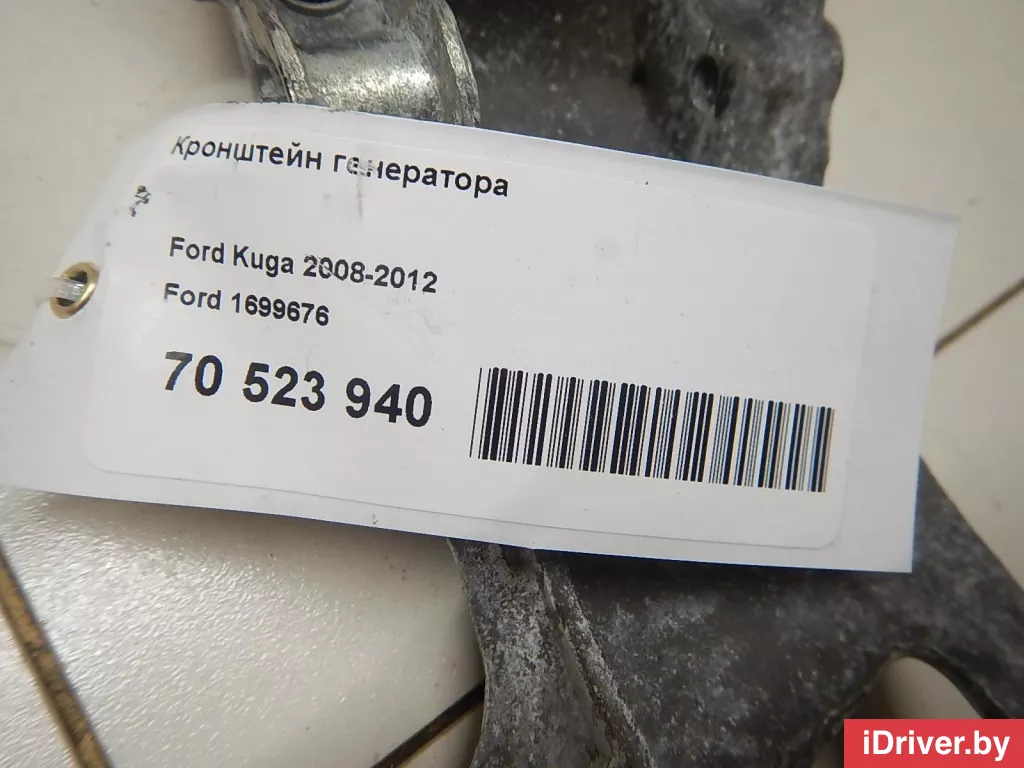 Кронштейн генератора
Ford Kuga 2008-2012
Ford 1699676
70 523 940
iDriver.by